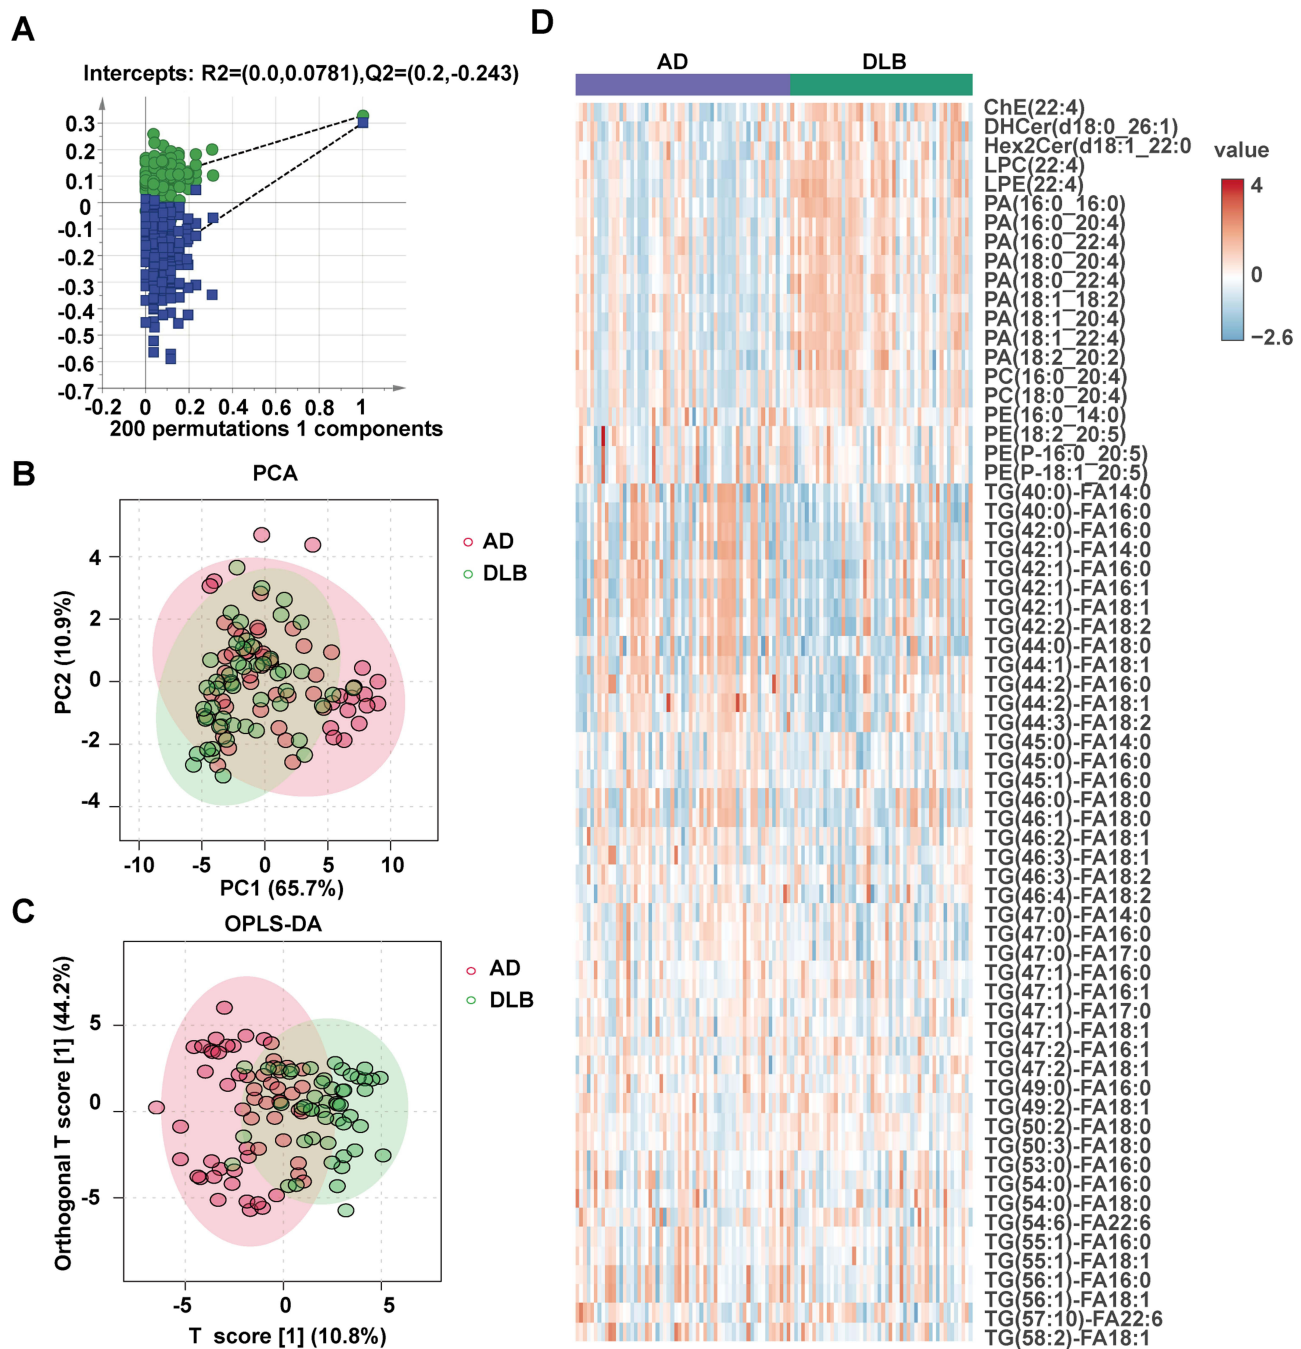 A
Intercepts: R2=(0.0,0.0781),Q2=(0.2,-0.243)
0.3
0.2
0.1
0
-0.1
-0.2
-0.3
-0.4
-0.5
-0.6
-0.7
-0.2 0 0.2 0.4 0.6 0.8 1
200 permutations 1 components
B
PCA
PC2 (10.9%)
4
2
0
-2
-4
-10 -5 0 5 10
PC1 (65.7%)
AD
DLB
C
OPLS-DA
Orthogonal T score [1] (44.2%)
5
0
-5
-5 0 5
T score [1] (10.8%)
AD
DLB
D
AD DLB
ChE(22:4)
DHCer(d18:0_26:1)
Hex2Cer(d18:1_22:0
LPC(22:4)
LPE(22:4)
PA(16:0_16:0)
PA(16:0_20:4)
PA(16:0_22:4)
PA(18:0_20:4)
PA(18:0_22:4)
PA(18:1_18:2)
PA(18:1_20:4)
PA(18:1_22:4)
PA(18:2_20:2)
PC(16:0_20:4)
PC(18:0_20:4)
PE(16:0_14:0)
PE(18:2_20:5)
PE(P-16:0_20:5)
PE(P-18:1_20:5)
TG(40:0)-FA14:0
TG(40:0)-FA16:0
TG(42:0)-FA16:0
TG(42:1)-FA14:0
TG(42:1)-FA16:0
TG(42:1)-FA16:1
TG(42:1)-FA18:1
TG(42:2)-FA18:2
TG(44:0)-FA18:0
TG(44:1)-FA18:1
TG(44:2)-FA16:0
TG(44:2)-FA18:1
TG(44:3)-FA18:2
TG(45:0)-FA14:0
TG(45:0)-FA16:0
TG(45:1)-FA16:0
TG(46:0)-FA18:0
TG(46:1)-FA18:0
TG(46:2)-FA18:1
TG(46:3)-FA18:1
TG(46:3)-FA18:2
TG(46:4)-FA18:2
TG(47:0)-FA14:0
TG(47:0)-FA16:0
TG(47:0)-FA17:0
TG(47:1)-FA16:0
TG(47:1)-FA16:1
TG(47:1)-FA17:0
TG(47:1)-FA18:1
TG(47:2)-FA16:1
TG(47:2)-FA18:1
TG(49:0)-FA16:0
TG(49:2)-FA18:1
TG(50:2)-FA18:0
TG(50:3)-FA18:0
TG(53:0)-FA16:0
TG(54:0)-FA16:0
TG(54:0)-FA18:0
TG(54:6)-FA22:6
TG(55:1)-FA16:0
TG(55:1)-FA18:1
TG(56:1)-FA16:0
TG(56:1)-FA18:1
TG(57:10)-FA22:6
TG(58:2)-FA18:1
value
4
0
−2.6